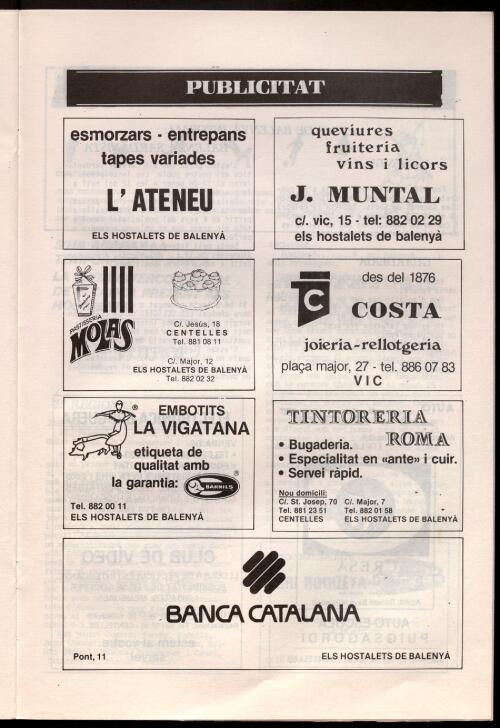 PUBLICITAT
esmorzars - entrepans
tapes variades
L' ATENEU
ELS HOSTALETS DE BALENYÀ
queviures
fruiteria
vins i licors
J. MUNTAL
c/. vic, 15 - tel: 882 02 29
els hostalets de balenyà
PASTISSERIA
MOLAS
C/. Jesús, 18
CENTELLES
Tel. 881 08 11
C/. Major, 12
ELS HOSTALETS DE BALENYÀ
Tel. 882 02 32
des del 1876
C
COSTA
joieria-rellotgeria
plaça major, 27 - tel. 886 07 83
VIC
EMBOTITS
LA VIGATANA
etiqueta de
qualitat amb
la garantia:
BARNILS
Tel. 882 00 11
ELS HOSTALETS DE BALENYÀ
TINTORERIA
ROMA
• Bugaderia.
• Especialitat en «ante» i cuir.
• Servei ràpid.
Nou domicili:
C/. St. Josep, 70 C/. Major, 7
Tel. 881 23 51 Tel. 882 01 58
CENTELLES ELS HOSTALETS DE BALENYÀ
BANCA CATALANA
Pont, 11 ELS HOSTALETS DE BALENYÀ